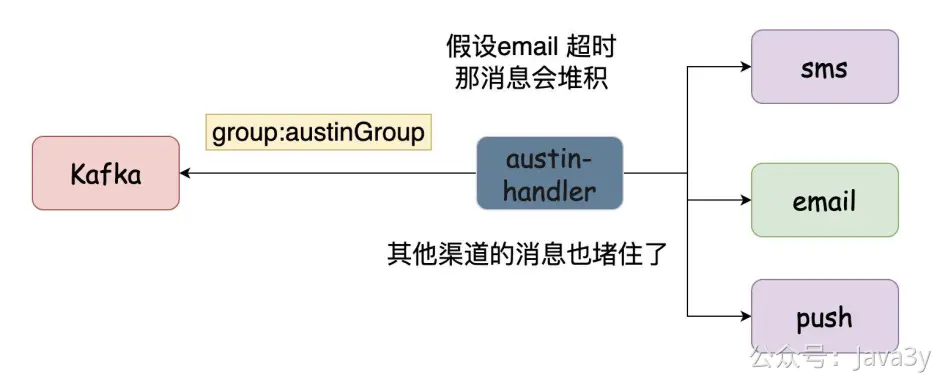 假设email 超时
那消息会堆积
sms
group:austinGroup
Kafka
austin-
handler
email
其他渠道的消息也堵住了
push
公众号：Java3y